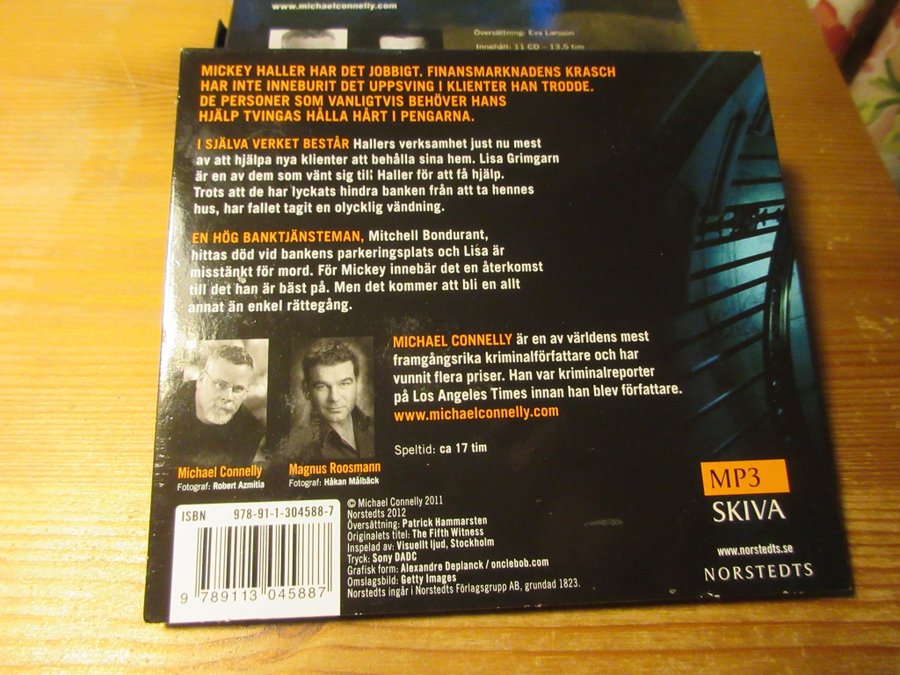 www.michaelconnelly.com
Översättning: Eva Larsson
Innehåll: 11 CD - 13,5 tim
MICKEY HALLER HAR DET JOBBIGT. FINANSMARKNADENS KRASCH
HAR INTE INNEBURIT DET UPPSVING I KLIENTER HAN TRODDE.
DE PERSONER SOM VANLIGTVIS BEHÖVER HANS
HJÄLP TVINGAS HÅLLA HÅRT I PENGARNA.
I SJÄLVA VERKET BESTÅR Hallers verksamhet just nu mest
av att hjälpa nya klienter att behålla sina hem. Lisa Grimgarn
är en av dem som vänt sig till Haller för att få hjälp.
Trots att de har lyckats hindra banken från att ta hennes
hus, har fallet tagit en olycklig vändning.
EN HÖG BANKTJÄNSTEMAN, Mitchell Bondurant,
hittas död vid bankens parkeringsplats och Lisa är
misstänkt för mord. För Mickey innebär det en återkomst
till det han är bäst på. Men det kommer att bli en allt
annat än enkel rättegång.
MICHAEL CONNELLY är en av världens mest
framgångsrika kriminalförfattare och har
vunnit flera priser. Han var kriminalreporter
på Los Angeles Times innan han blev författare.
www.michaelconnelly.com
Speltid: ca 17 tim
Michael Connelly
Fotograf: Robert Azmitia
Magnus Roosmann
Fotograf: Håkan Målbäck
ISBN 978-91-1-304588-7
9 789113 045887
© Michael Connelly 2011
Norstedts 2012
Översättning: Patrick Hammarsten
Originalets titel: The Fifth Witness
Inspelad av: Visuellt ljud, Stockholm
Tryck: Sony DADC
Grafisk form: Alexandre Deplanck / onclebob.com
Omslagsbild: Getty Images
Norstedts ingår i Norstedts Förlagsgrupp AB, grundad 1823.
MP3
SKIVA
www.norstedts.se
NORSTEDTS